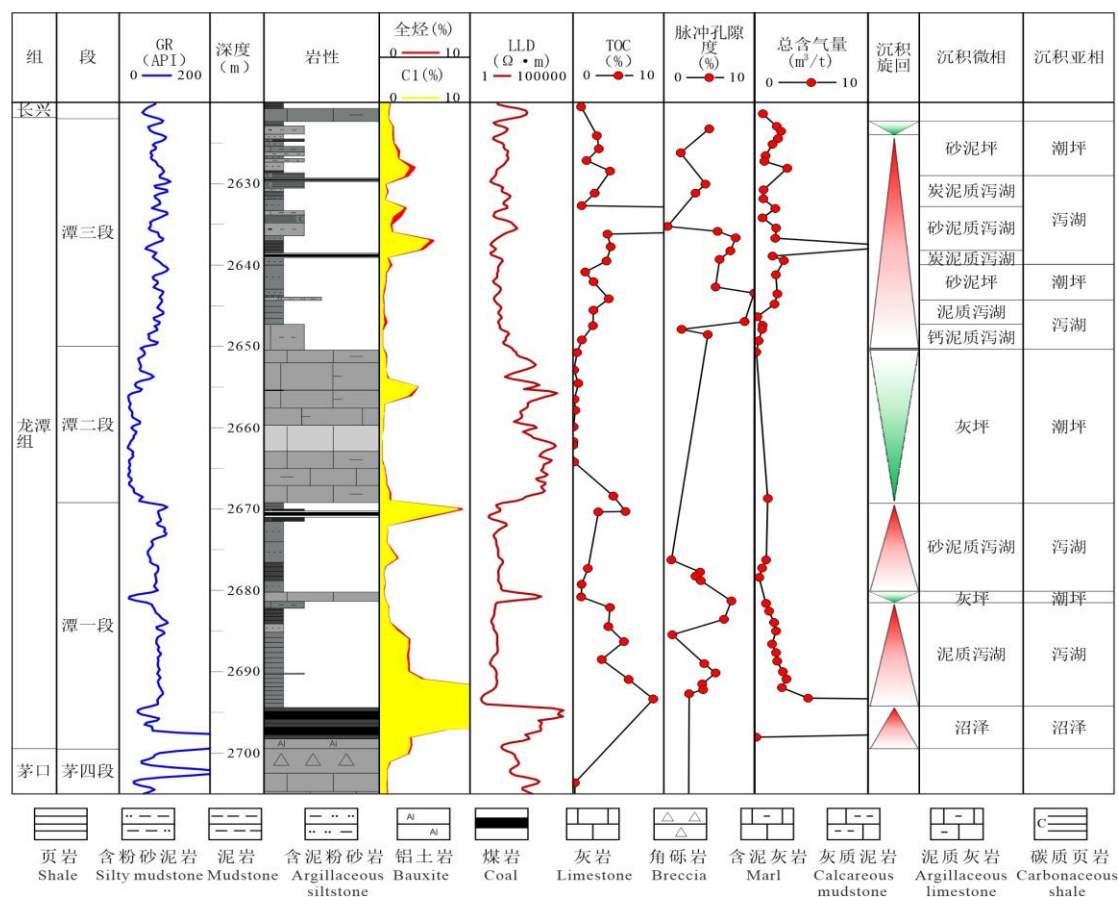 组
段
GR
(API)
0 200
深度
(m)
岩性
全烃(%)
0 10
C1(%)
0 10
LLD
(Ω·m)
1 100000
TOC
(%)
0 10
脉冲孔隙
度
(%)
0 10
总含气量
(m³/t)
0 10
沉积
旋回
沉积微相
沉积亚相
长兴
龙潭
组
茅口
潭三段
潭二段
潭一段
茅四段
2630
2640
2650
2660
2670
2680
2690
2700
Al Al
砂泥坪
炭泥质泻湖
砂泥质泻湖
炭泥质泻湖
砂泥坪
泥质泻湖
钙泥质泻湖
灰坪
砂泥质泻湖
灰坪
泥质泻湖
沼泽
潮坪
泻湖
潮坪
泻湖
潮坪
泻湖
潮坪
泻湖
沼泽
Al
Al
C
页岩
Shale
含粉砂泥岩
Silty mudstone
泥岩
Mudstone
含泥粉砂岩
Argillaceous
siltstone
铝土岩
Bauxite
煤岩
Coal
灰岩
Limestone
角砾岩
Breccia
含泥灰岩
Marl
灰质泥岩
Calcareous
mudstone
泥质灰岩
Argillaceous
limestone
碳质页岩
Carbonaceous
shale